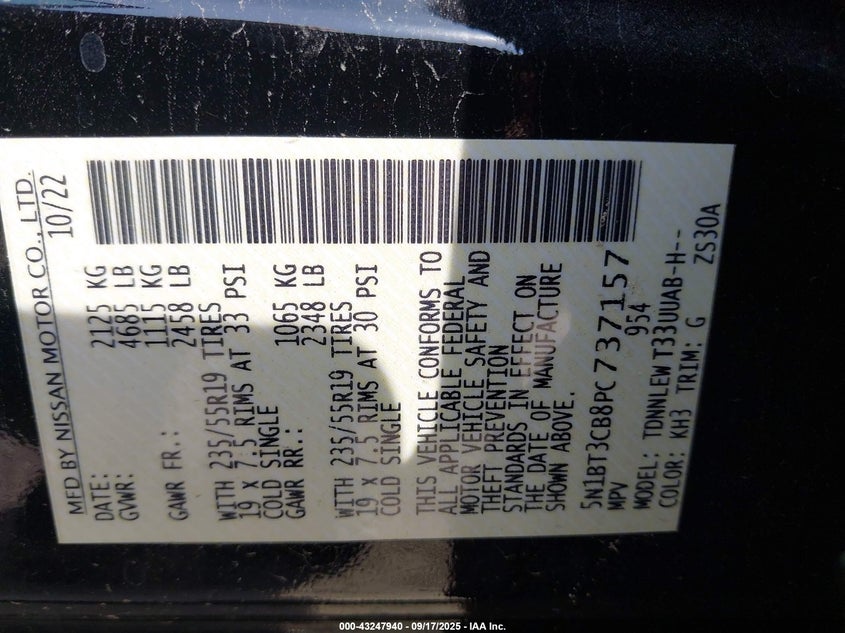 MFD BY NISSAN MOTOR CO., LTD.
DATE: 10/22
GVWR: 2125 KG
4685 LB
GAWR FR.: 1115 KG
2458 LB
WITH 235/55R19 TIRES
19 X 7.5 RIMS AT 33 PSI
COLD SINGLE
GAWR RR.: 1065 KG
2348 LB
WITH 235/55R19 TIRES
19 X 7.5 RIMS AT 30 PSI
COLD SINGLE
THIS VEHICLE CONFORMS TO
ALL APPLICABLE FEDERAL
MOTOR VEHICLE SAFETY AND
THEFT PREVENTION
STANDARDS IN EFFECT ON
THE DATE OF MANUFACTURE
SHOWN ABOVE.
5N1BT3CB8PC737157
MPV 954
MODEL: TDNNLEW T33UUAB-H--
COLOR: KH3 TRIM: G ZS30A
000-43247940 - 09/17/2025 - IAA Inc.